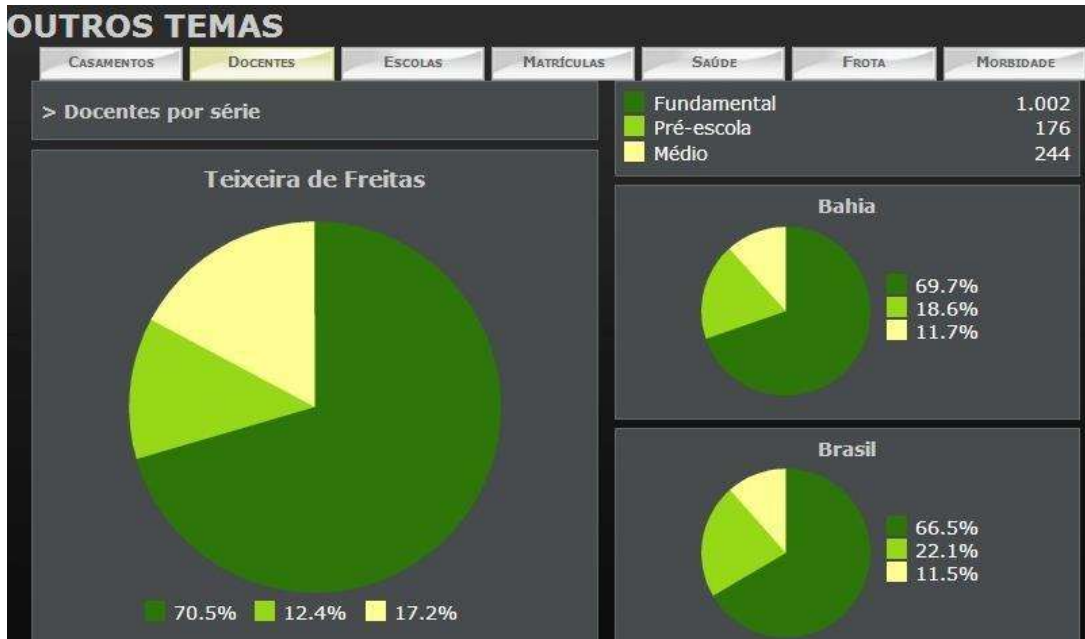 OUTROS TEMAS
CASAMENTOS DOCENTES ESCOLAS MATRÍCULAS SAÚDE FROTA MORBIDADE
> Docentes por série
Fundamental 1.002
Pré-escola 176
Médio 244
Teixeira de Freitas
70.5% 12.4% 17.2%
Bahia
69.7%
18.6%
11.7%
Brasil
66.5%
22.1%
11.5%